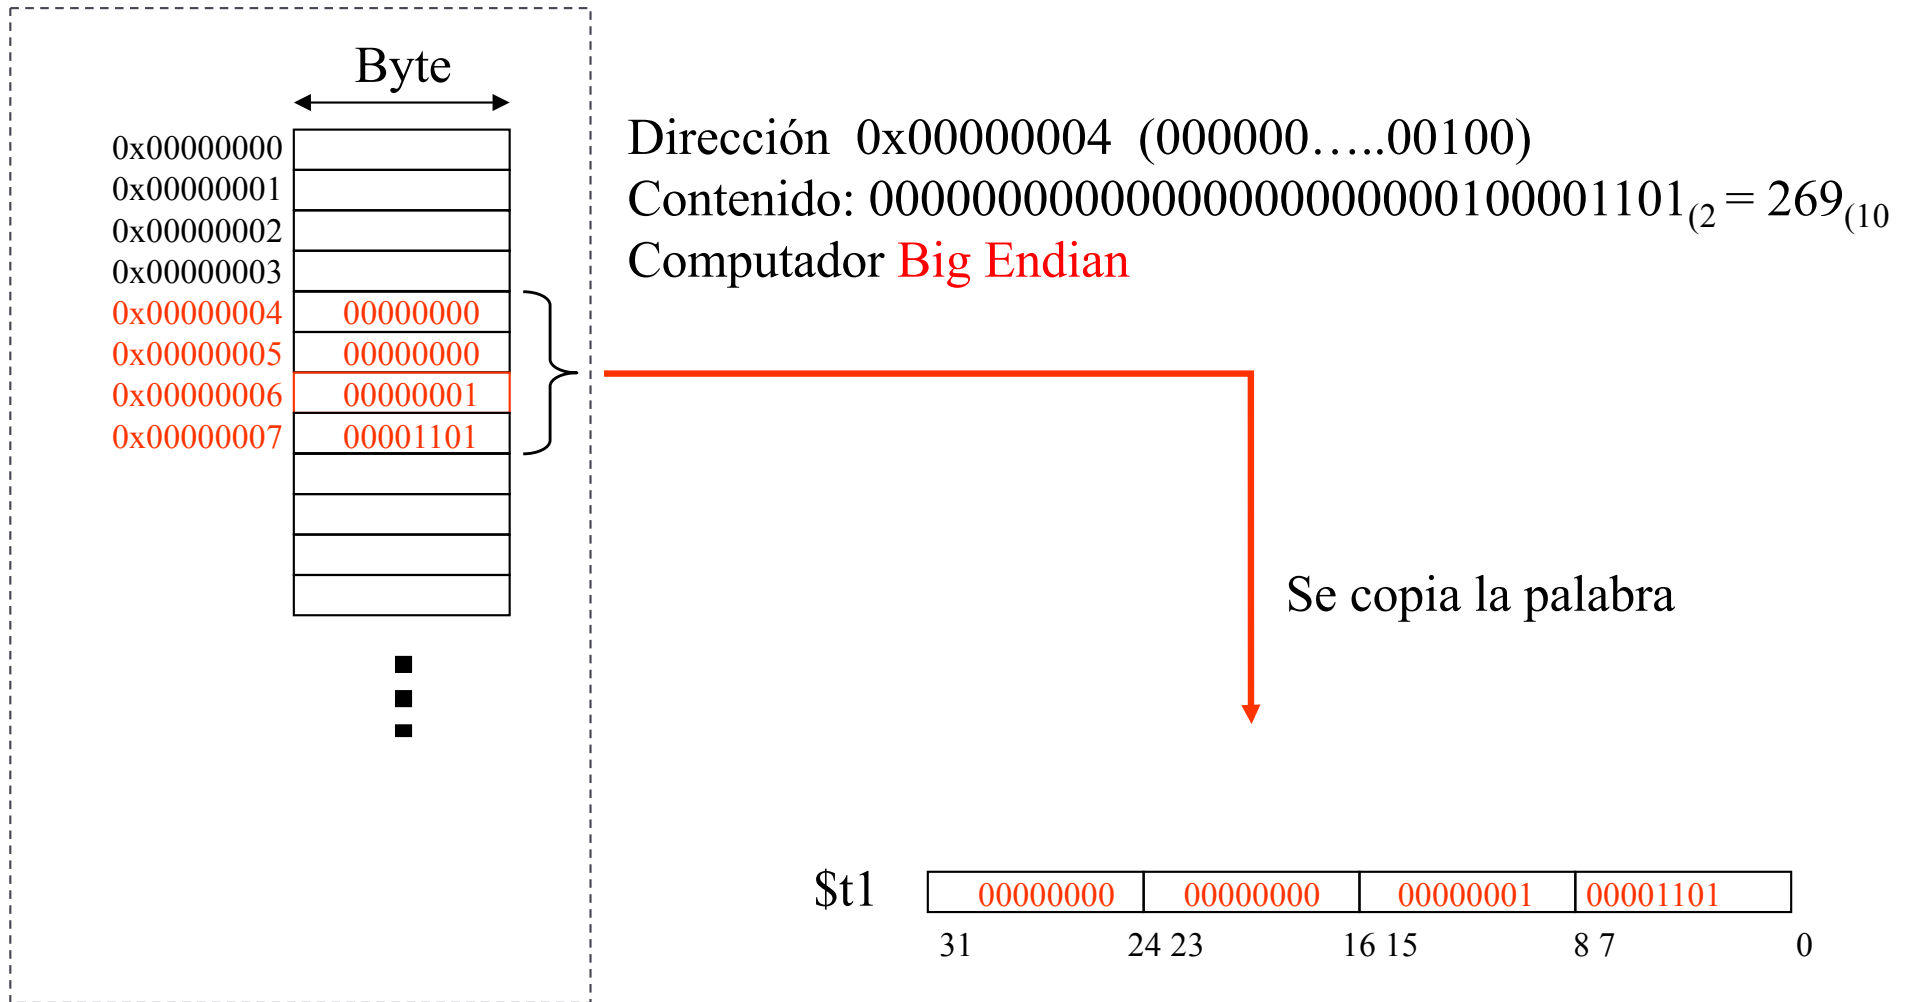 Byte
0x00000000
0x00000001
0x00000002
0x00000003
0x00000004 00000000
0x00000005 00000000
0x00000006 00000001
0x00000007 00001101
Dirección 0x00000004 (000000…..00100)
Contenido: 00000000000000000000000100001101(2 = 269(10
Computador Big Endian
Se copia la palabra
$t1 00000000 00000000 00000001 00001101
31 24 23 16 15 8 7 0